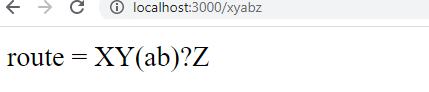 localhost:3000/xyabz
route = XY(ab)?Z